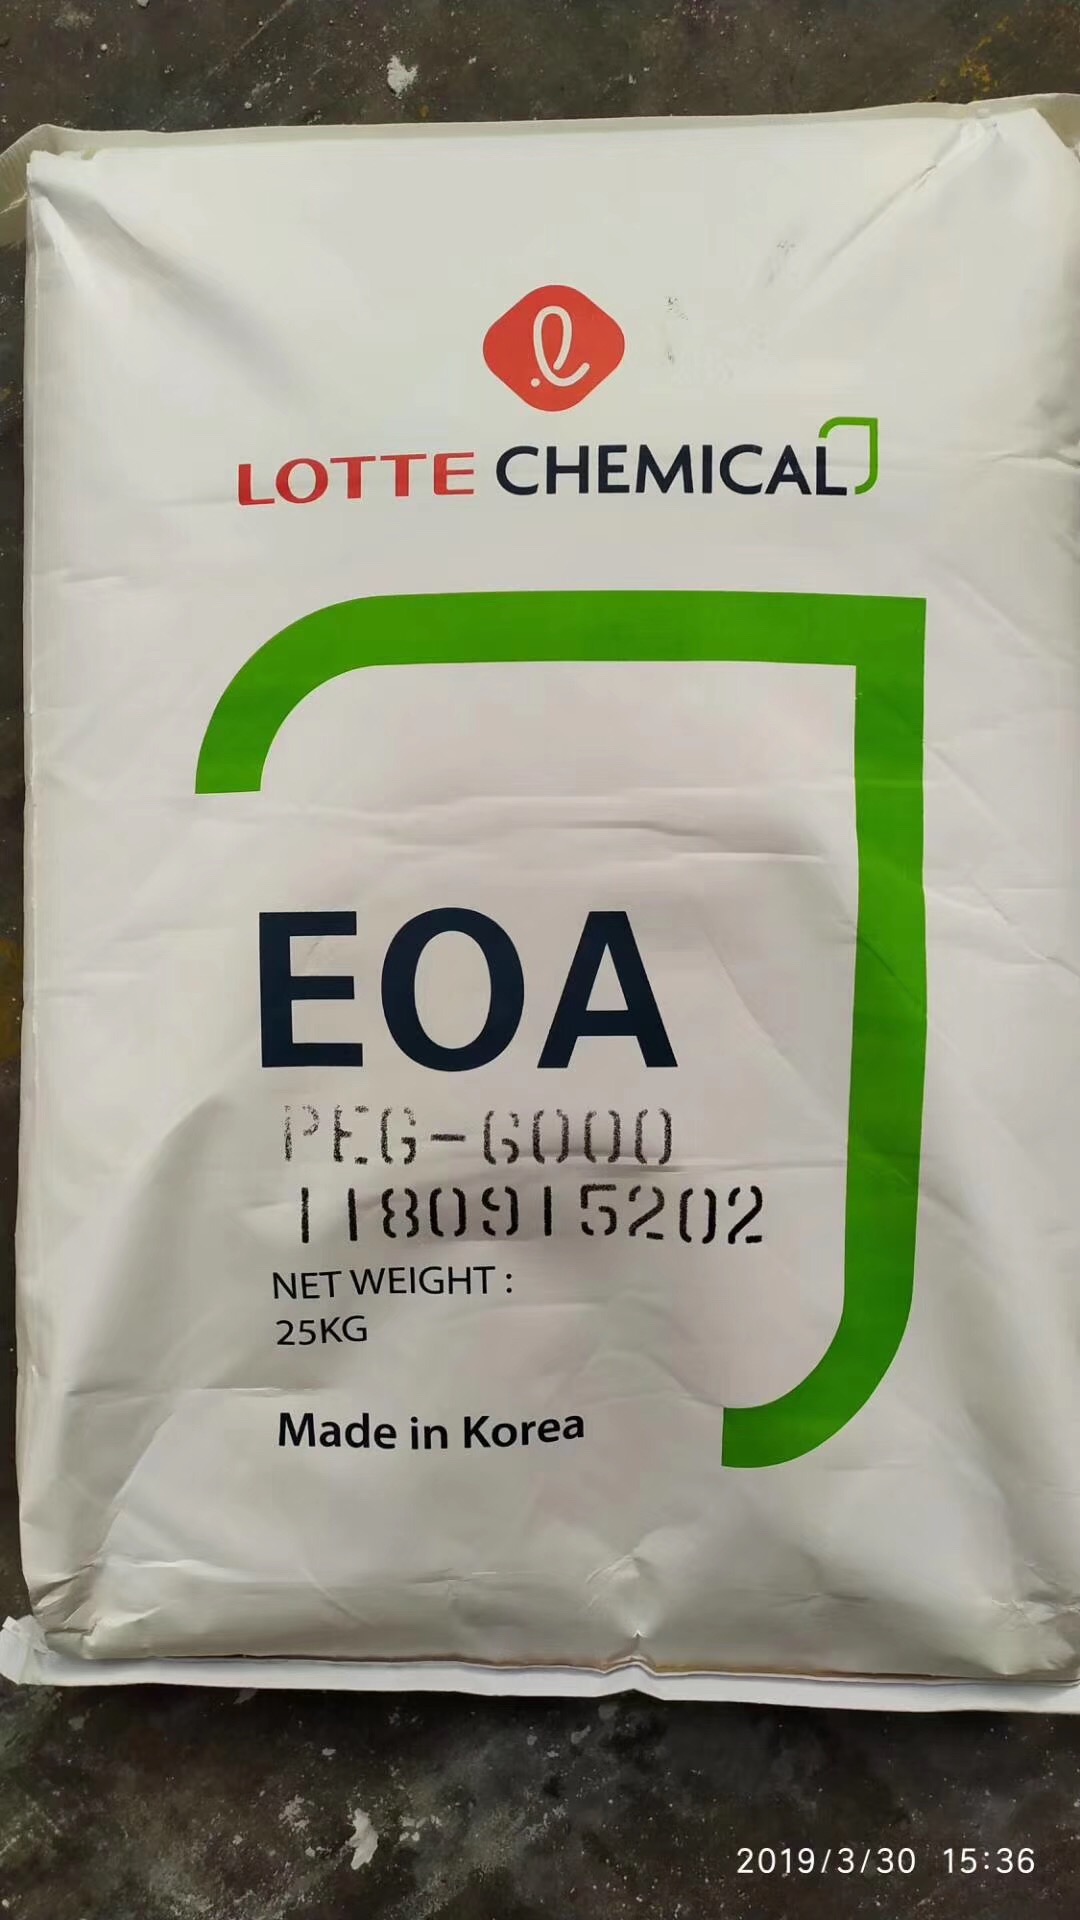 LOTTE CHEMICAL
EOA
PEG-6000
1180915202
NET WEIGHT :
25KG
Made in Korea
2019/3/30 15:36